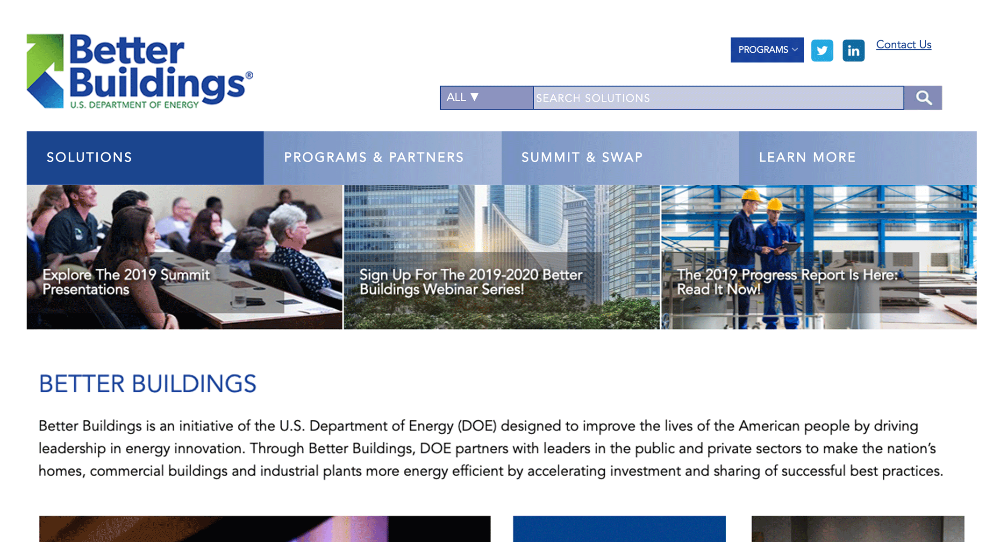 Better
Buildings®
U.S. DEPARTMENT OF ENERGY
PROGRAMS
in
Contact Us
ALL ▼
SEARCH SOLUTIONS
SOLUTIONS
PROGRAMS & PARTNERS
SUMMIT & SWAP
LEARN MORE
Explore The 2019 Summit
Presentations
Sign Up For The 2019-2020 Better
Buildings Webinar Series!
The 2019 Progress Report Is Here:
Read It Now!
BETTER BUILDINGS
Better Buildings is an initiative of the U.S. Department of Energy (DOE) designed to improve the lives of the American people by driving
leadership in energy innovation. Through Better Buildings, DOE partners with leaders in the public and private sectors to make the nation’s
homes, commercial buildings and industrial plants more energy efficient by accelerating investment and sharing of successful best practices.